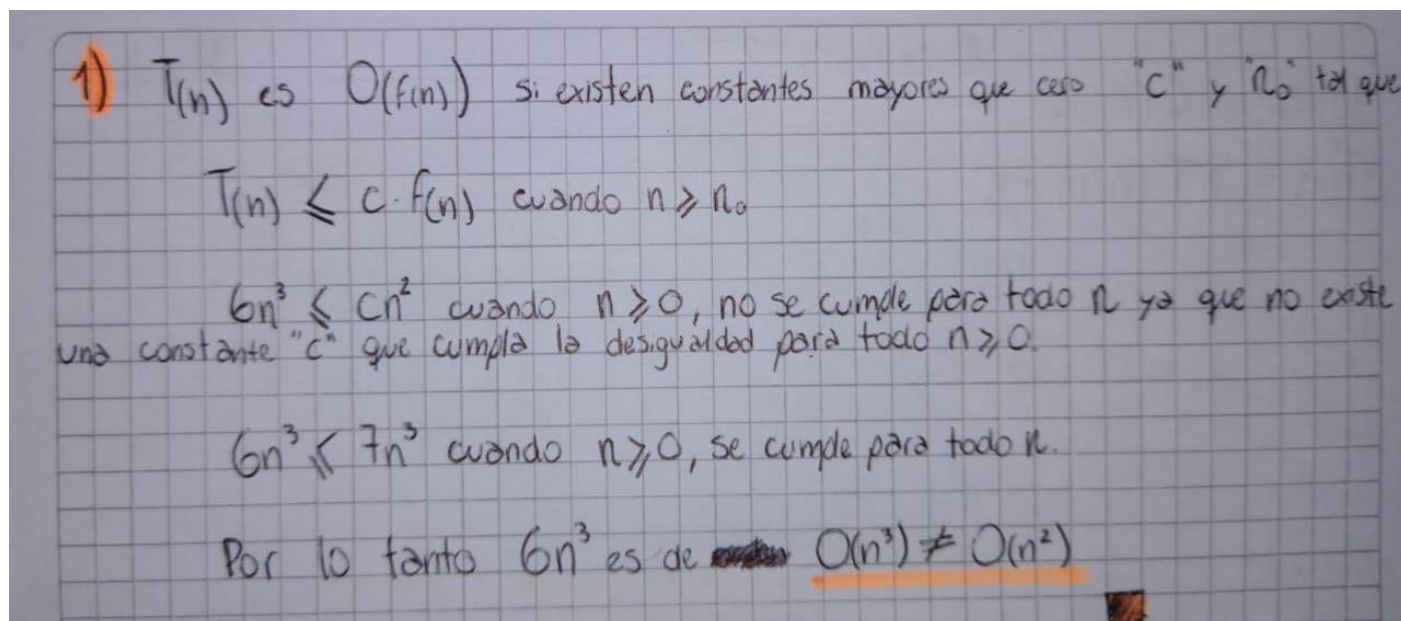 1) T(n) es O(f(n)) si existen constantes mayores que cero "c" y "n₀" tal que
T(n) ⩽ c·f(n) cuando n ⩾ n₀
6n³ ⩽ cn² cuando n ⩾ 0, no se cumple para todo n ya que no existe
una constante "c" que cumpla la desigualdad para todo n ⩾ 0.
6n³ ⩽ 7n³ cuando n ⩾ 0, se cumple para todo n.
Por lo tanto 6n³ es de O(n³) ≠ O(n²)